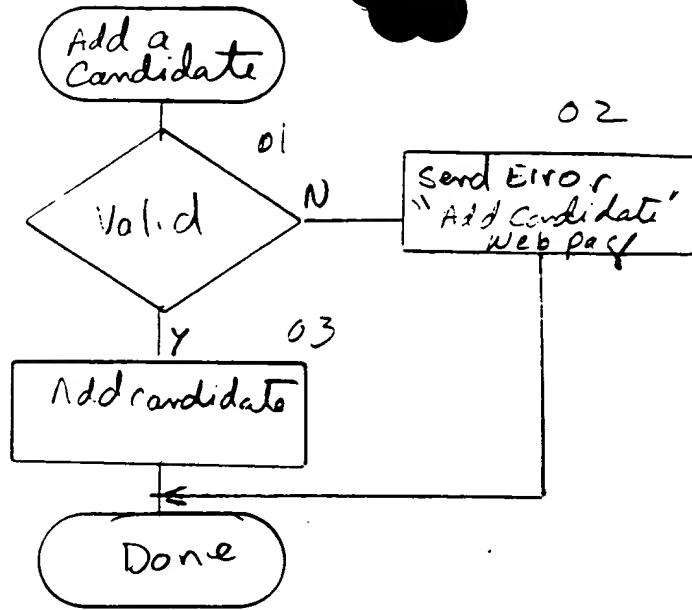 Add a
Candidate
01
Valid
N
02
Send Error
"Add Candidate"
Web page
Y
03
Add candidate
Done